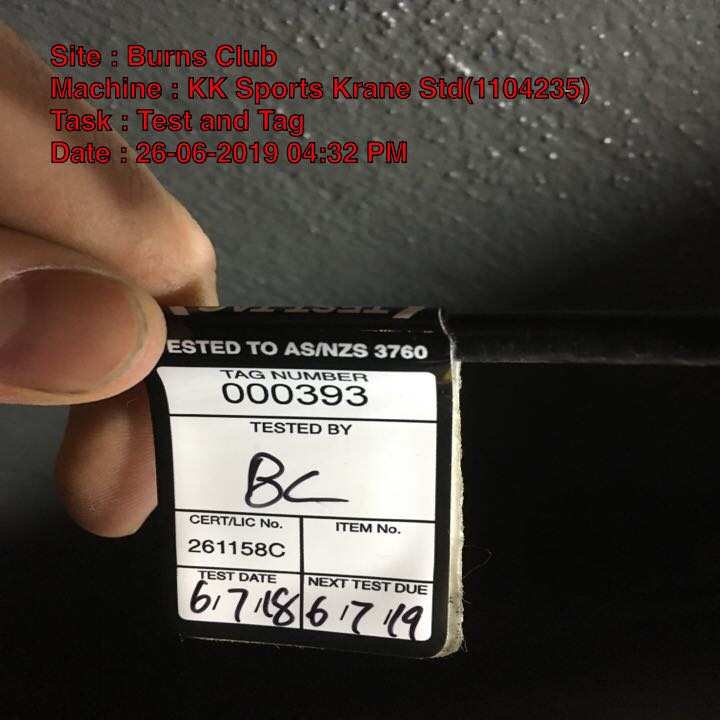 Site : Burns Club
Machine : KK Sports Krane Std(1104235)
Task : Test and Tag
Date : 26-06-2019 04:32 PM
TEST TAG
ESTED TO AS/NZS 3760
TAG NUMBER
000393
TESTED BY
BC
CERT/LIC No. ITEM No.
261158C
TEST DATE NEXT TEST DUE
6/7/18 6/7/19